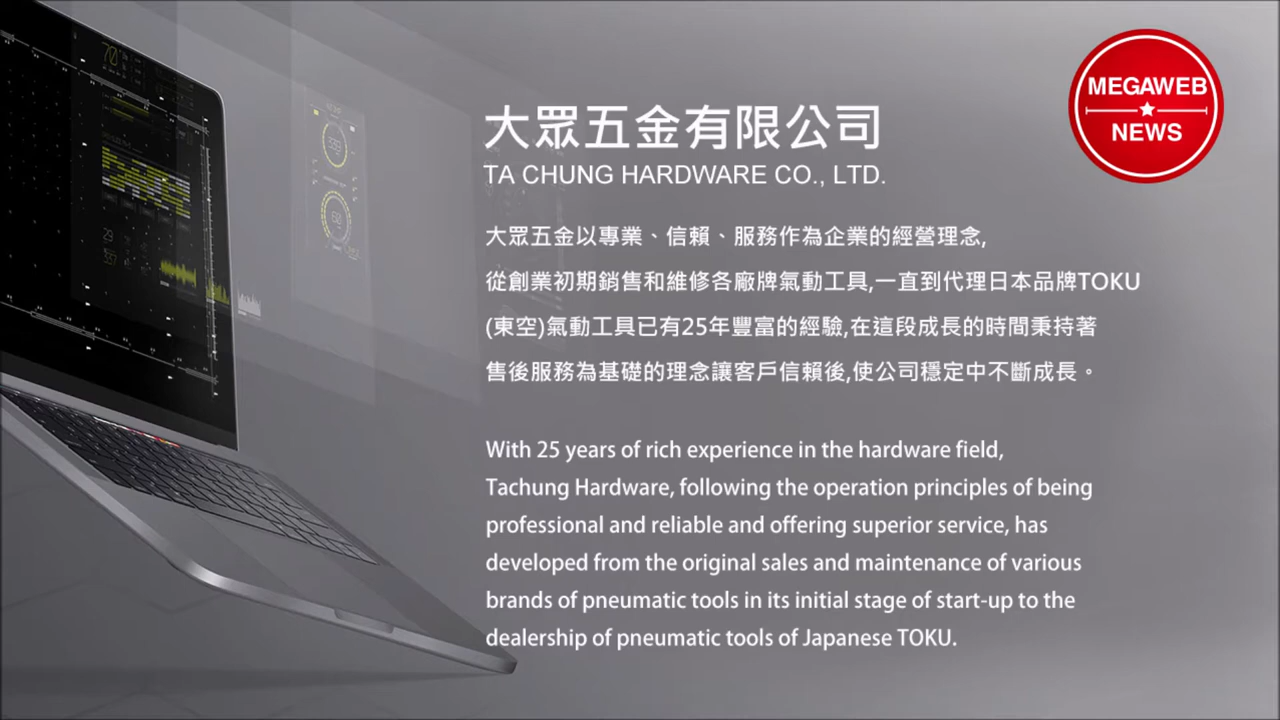 MEGAWEB
NEWS
大眾五金有限公司
TA CHUNG HARDWARE CO., LTD.
大眾五金以專業、信賴、服務作為企業的經營理念,
從創業初期銷售和維修各廠牌氣動工具,一直到代理日本品牌TOKU
(東空)氣動工具已有25年豐富的經驗,在這段成長的時間秉持著
售後服務為基礎的理念讓客戶信賴後,使公司穩定中不斷成長。
With 25 years of rich experience in the hardware field,
Tachung Hardware, following the operation principles of being
professional and reliable and offering superior service, has
developed from the original sales and maintenance of various
brands of pneumatic tools in its initial stage of start-up to the
dealership of pneumatic tools of Japanese TOKU.